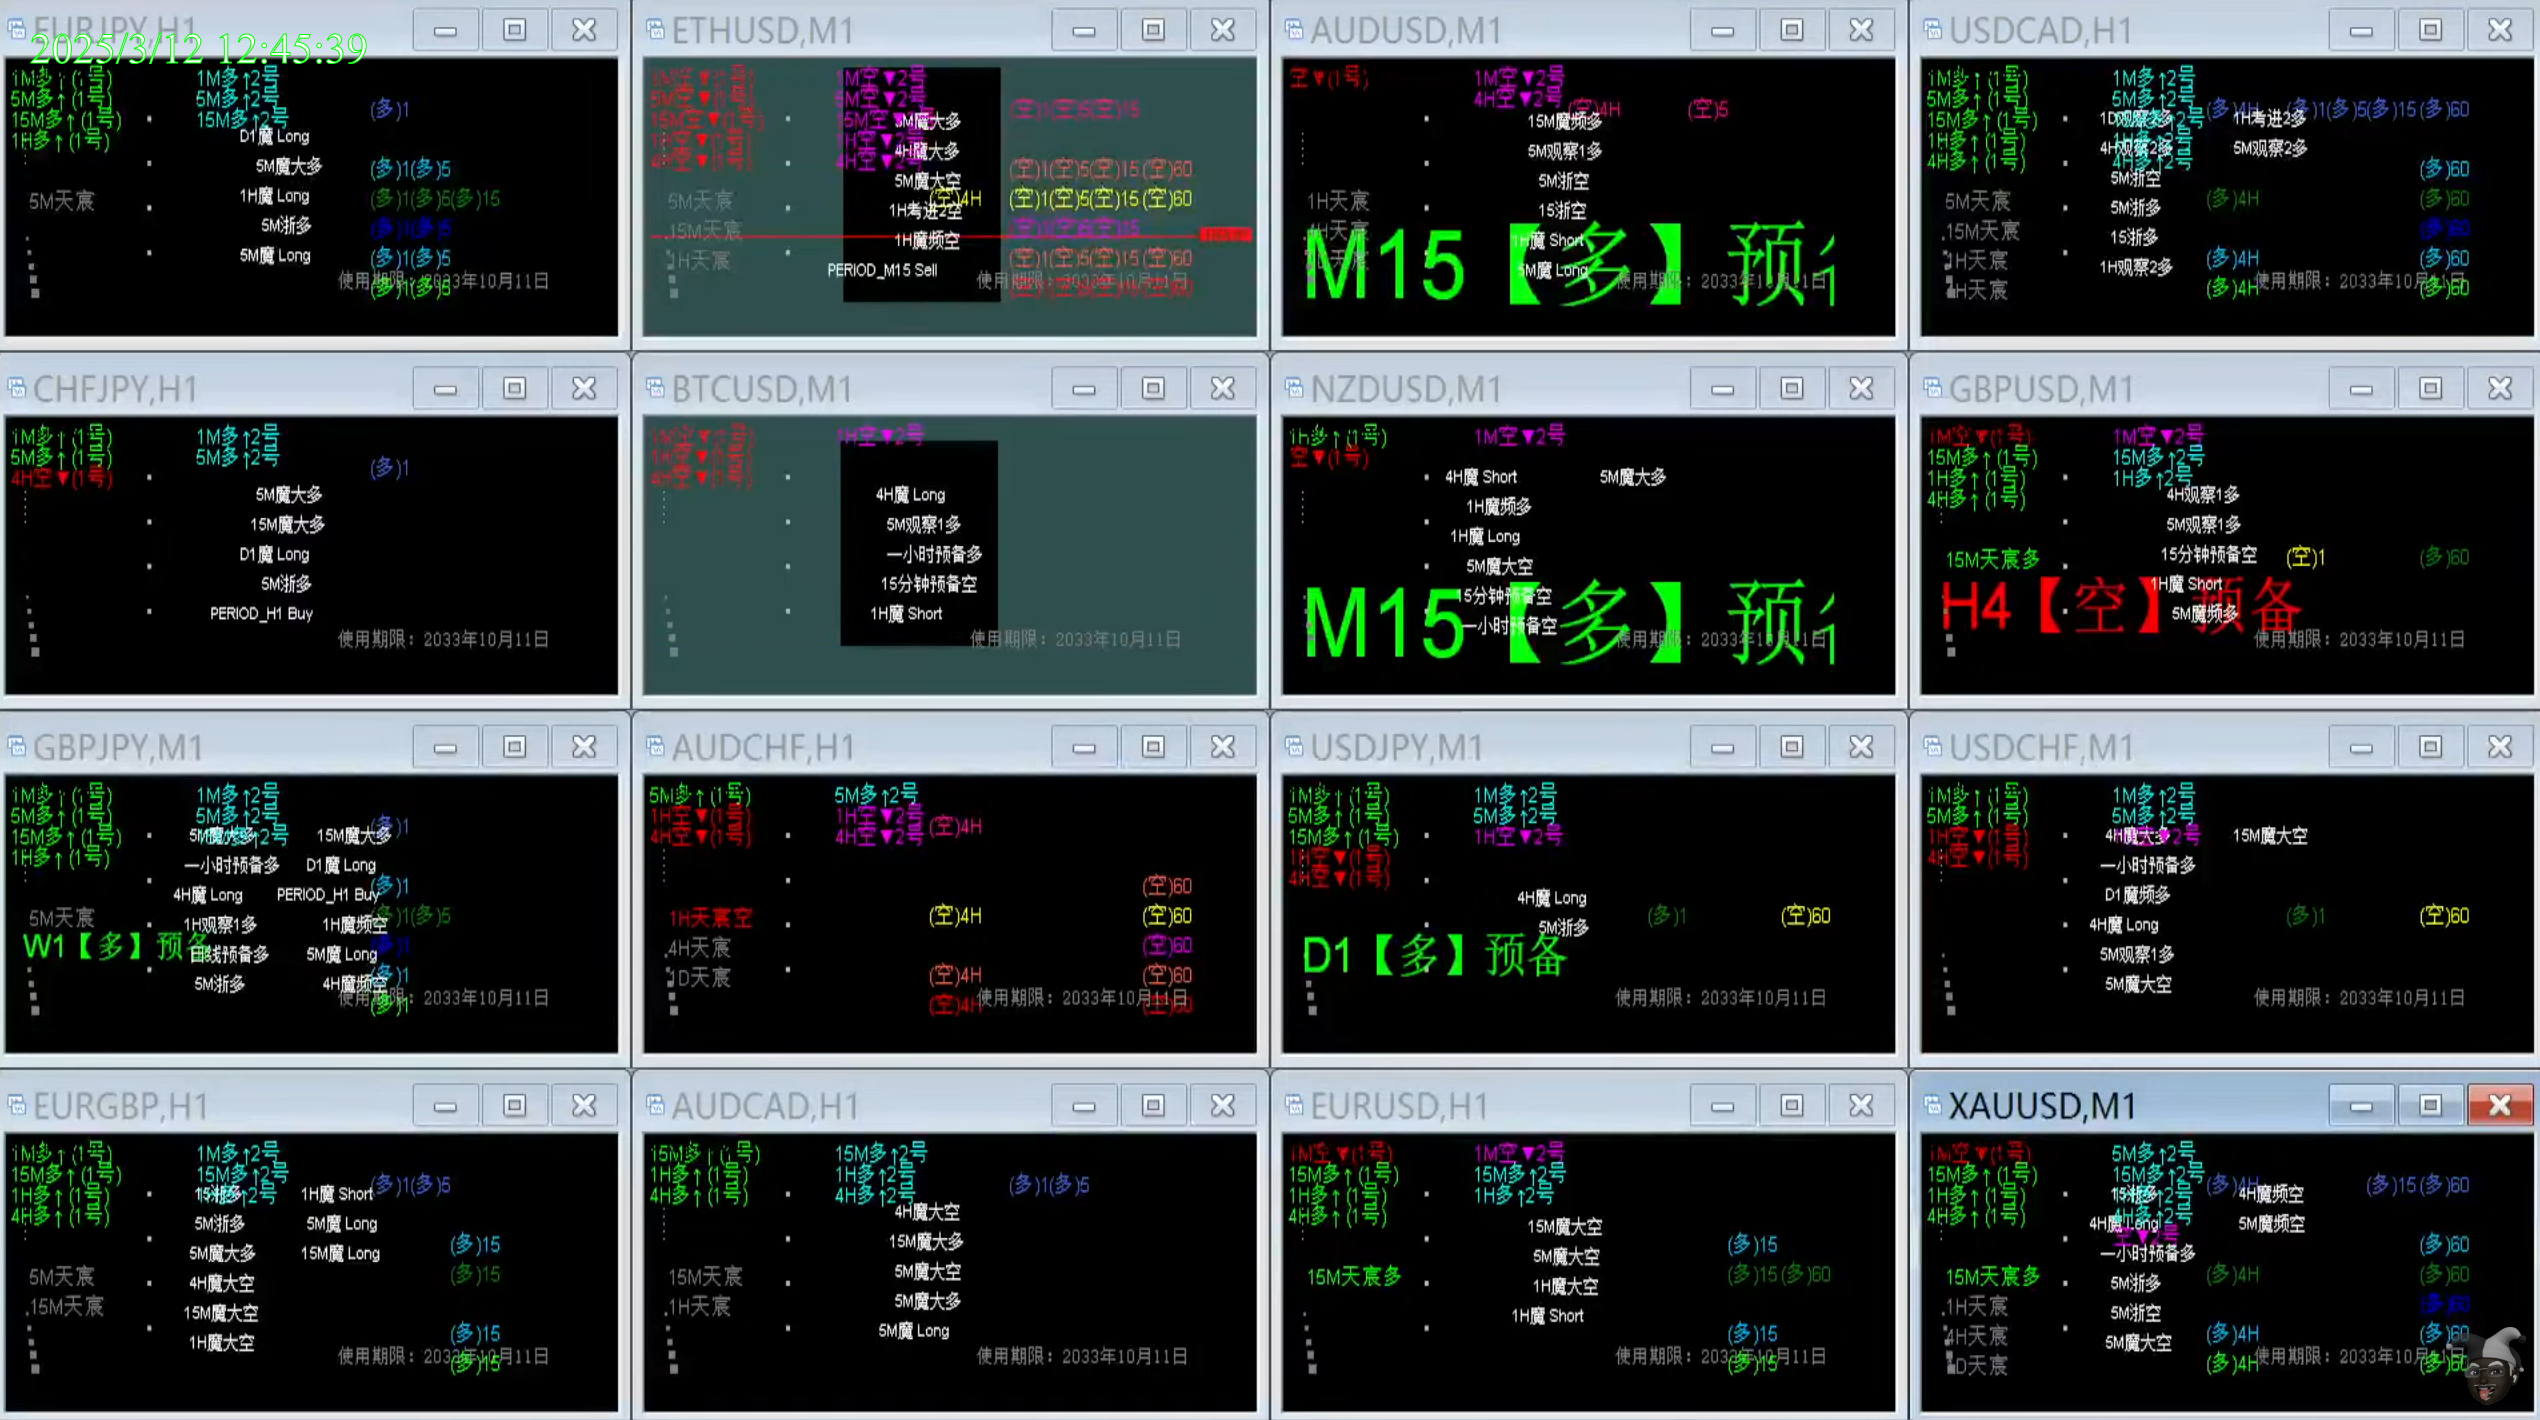 EURJPY,H1
2025/3/12 12:45:39
1M多↑(1号) 1M多↑2号
5M多↑(1号) 5M多↑2号 (多)1
15M多↑(1号) 15M多↑2号
1H多↑(1号) D1魔 Long
5M魔大多 (多)1(多)5
5M天宸 1H魔 Long (多)1(多)5(多)15
5M浙多 (多)1(多)5
5M魔 Long (多)1(多)5
使用期限: 2033年10月11日
(多)1(多)5
ETHUSD,M1
1M空▼(1号) 1M空▼2号
5M空▼(1号) 5M空▼2号 (空)1(空)5(空)15
15M空▼(1号) 15M空▼2号 5M魔大多
1H空▼(1号) 1H空▼2号
4H空▼(1号) 4H空▼2号 4H魔大多
5M魔大空 (空)1(空)5(空)15(空)60
5M天宸 (空)4H (空)1(空)5(空)15(空)60
1H考进2空
15M天宸 1H魔频空 (空)1(空)5(空)15
1H天宸 (空)1(空)5(空)15(空)60
PERIOD_M15 Sell
使用期限: 2033年10月11日
AUDUSD,M1
空▼(1号) 1M空▼2号
4H空▼2号 (空)4H (空)5
15M魔频多
5M观察1多
5M浙空
1H天宸 15浙空
4H天宸
M15【多】预
1H魔 Short
5M魔 Long
使用期限: 2033年10月11日
USDCAD,H1
1M多↑(1号) 1M多↑2号
5M多↑(1号) 5M多↑2号 (多)4H (多)1(多)5(多)15(多)60
15M多↑(1号) 1H考进2多
1H多↑(1号) 4H观察2多 5M观察2多
4H多↑(1号) 4H多↑2号 (多)60
5M浙空
5M天宸 5M浙多 (多)4H (多)60
15M天宸 15浙多 (多)60
1H天宸 1H观察2多 (多)4H (多)60
(多)4H (多)60
使用期限: 2033年10月11日
CHFJPY,H1
1M多↑(1号) 1M多↑2号
5M多↑(1号) 5M多↑2号 (多)1
4H空▼(1号)
5M魔大多
15M魔大多
D1魔 Long
5M浙多
PERIOD_H1 Buy
使用期限: 2033年10月11日
BTCUSD,M1
1M空▼(1号) 1H空▼2号
1H空▼(1号)
4H空▼(1号)
4H魔 Long
5M观察1多
一小时预备多
15分钟预备空
1H魔 Short
使用期限: 2033年10月11日
NZDUSD,M1
1H多↑(1号) 1M空▼2号
空▼(1号)
4H魔 Short 5M魔大多
1H魔频多
1H魔 Long
5M魔大空
15分钟预备空
一小时预备空
M15【多】预
使用期限: 2033年10月11日
GBPUSD,M1
1M空▼(1号) 1M空▼2号
15M多↑(1号) 15M多↑2号
1H多↑(1号) 1H多↑2号
4H多↑(1号) 4H观察1多
5M观察1多
15M天宸多 15分钟预备空 (空)1 (多)60
1H魔 Short
H4【空】预备
5M魔频多
使用期限: 2033年10月11日
GBPJPY,M1
1M多↑(1号) 1M多↑2号
5M多↑(1号) 5M多↑2号 (多)1
15M多↑(1号) 5M魔大多 15M魔大多
1H多↑(1号) 一小时预备多 D1魔 Long
4H魔 Long PERIOD_H1 Buy (多)1
5M天宸 1H观察1多 1H魔频空 (多)1(多)5
W1【多】预备 日线预备多 5M魔 Long (多)1
5M浙多 4H魔频空 (多)1
使用期限: 2033年10月11日
(多)1
AUDCHF,H1
5M多↑(1号) 5M多↑2号
1H空▼(1号) 1H空▼2号 (空)4H
4H空▼(1号) 4H空▼2号
(空)60
1H天宸空 (空)4H (空)60
4H天宸 (空)60
1D天宸 (空)4H (空)60
(空)4H (空)60
使用期限: 2033年10月11日
USDJPY,M1
1M多↑(1号) 1M多↑2号
5M多↑(1号) 5M多↑2号
15M多↑(1号) 1H空▼2号
1H空▼(1号)
4H空▼(1号)
4H魔 Long
5M浙多 (多)1 (空)60
D1【多】预备
使用期限: 2033年10月11日
USDCHF,M1
1M多↑(1号) 1M多↑2号
5M多↑(1号) 5M多↑2号
1H空▼(1号) 4H魔大多 15M魔大空
4H空▼(1号) 一小时预备多
D1魔频多
4H魔 Long (多)1 (空)60
5M观察1多
5M魔大空
使用期限: 2033年10月11日
EURGBP,H1
1M多↑(1号) 1M多↑2号
15M多↑(1号) 15M多↑2号 (多)1(多)5
1H多↑(1号) 15浙多 1H魔 Short
4H多↑(1号) 5M浙多 5M魔 Long
5M魔大多 15M魔 Long (多)15
5M天宸 4H魔大空 (多)15
15M天宸 15M魔大空
1H魔大空 (多)15
使用期限: 2033年10月11日
(多)15
AUDCAD,H1
15M多↑(1号) 15M多↑2号
1H多↑(1号) 1H多↑2号 (多)1(多)5
4H多↑(1号) 4H多↑2号
4H魔大空
15M魔大多
15M天宸 5M魔大空
1H天宸 5M魔大多
5M魔 Long
使用期限: 2033年10月11日
EURUSD,H1
1M空▼(1号) 1M空▼2号
15M多↑(1号) 15M多↑2号
1H多↑(1号) 1H多↑2号
4H多↑(1号)
15M魔大空 (多)15
5M魔大空
15M天宸多 1H魔大空 (多)15(多)60
1H魔 Short (多)15
使用期限: 2033年10月11日
(多)15
XAUUSD,M1
1M空▼(1号) 5M多↑2号
15M多↑(1号) 15M多↑2号 (多)4H (多)15(多)60
1H多↑(1号) 15浙多 4H魔频空
4H多↑(1号) 4H多↑2号
4H魔 Long 5M魔频空
空▼2号 (多)60
一小时预备多
15M天宸多 5M浙多 (多)4H (多)60
1H天宸 5M浙空 (多)60
4H天宸 5M魔大空 (多)4H (多)60
1D天宸 (多)4H (多)60
使用期限: 2033年10月11日